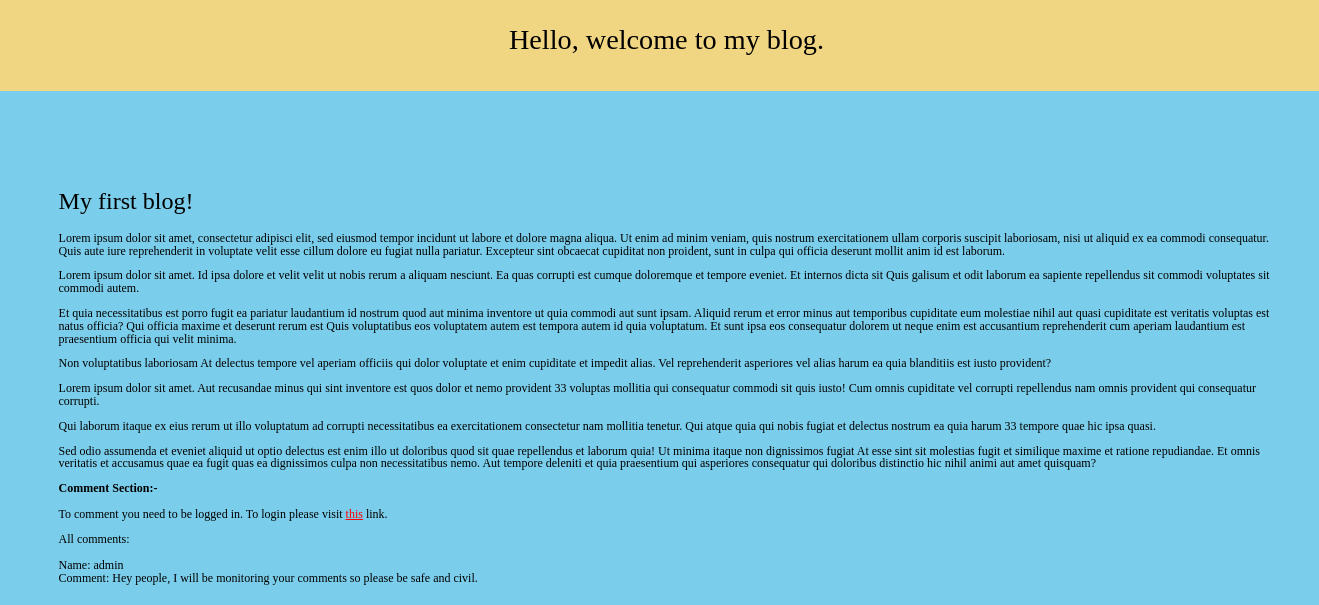 Hello, welcome to my blog.
My first blog!
Lorem ipsum dolor sit amet, consectetur adipisci elit, sed eiusmod tempor incidunt ut labore et dolore magna aliqua. Ut enim ad minim veniam, quis nostrum exercitationem ullam corporis suscipit laboriosam, nisi ut aliquid ex ea commodi consequatur.
Quis aute iure reprehenderit in voluptate velit esse cillum dolore eu fugiat nulla pariatur. Excepteur sint obcaecat cupiditat non proident, sunt in culpa qui officia deserunt mollit anim id est laborum.
Lorem ipsum dolor sit amet. Id ipsa dolore et velit velit ut nobis rerum a aliquam nesciunt. Ea quas corrupti est cumque doloremque et tempore eveniet. Et internos dicta sit Quis galisum et odit laborum ea sapiente repellendus sit commodi voluptates sit
commodi autem.
Et quia necessitatibus est porro fugit ea pariatur laudantium id nostrum quod aut minima inventore ut quia commodi aut sunt ipsam. Aliquid rerum et error minus aut temporibus cupiditate eum molestiae nihil aut quasi cupiditate est veritatis voluptas est
natus officia? Qui officia maxime et deserunt rerum est Quis voluptatibus eos voluptatem autem est tempora autem id quia voluptatum. Et sunt ipsa eos consequatur dolorem ut neque enim est accusantium reprehenderit cum aperiam laudantium est
praesentium officia qui velit minima.
Non voluptatibus laboriosam At delectus tempore vel aperiam officiis qui dolor voluptate et enim cupiditate et impedit alias. Vel reprehenderit asperiores vel alias harum ea quia blanditiis est iusto provident?
Lorem ipsum dolor sit amet. Aut recusandae minus qui sint inventore est quos dolor et nemo provident 33 voluptas mollitia qui consequatur commodi sit quis iusto! Cum omnis cupiditate vel corrupti repellendus nam omnis provident qui consequatur
corrupti.
Qui laborum itaque ex eius rerum ut illo voluptatum ad corrupti necessitatibus ea exercitationem consectetur nam mollitia tenetur. Qui atque quia qui nobis fugiat et delectus nostrum ea quia harum 33 tempore quae hic ipsa quasi.
Sed odio assumenda et eveniet aliquid ut optio delectus est enim illo ut doloribus quod sit quae repellendus et laborum quia! Ut minima itaque non dignissimos fugiat At esse sint sit molestias fugit et similique maxime et ratione repudiandae. Et omnis
veritatis et accusamus quae ea fugit quas ea dignissimos culpa non necessitatibus nemo. Aut tempore deleniti et quia praesentium qui asperiores consequatur qui doloribus distinctio hic nihil animi aut amet quisquam?
Comment Section:-
To comment you need to be logged in. To login please visit this link.
All comments:
Name: admin
Comment: Hey people, I will be monitoring your comments so please be safe and civil.